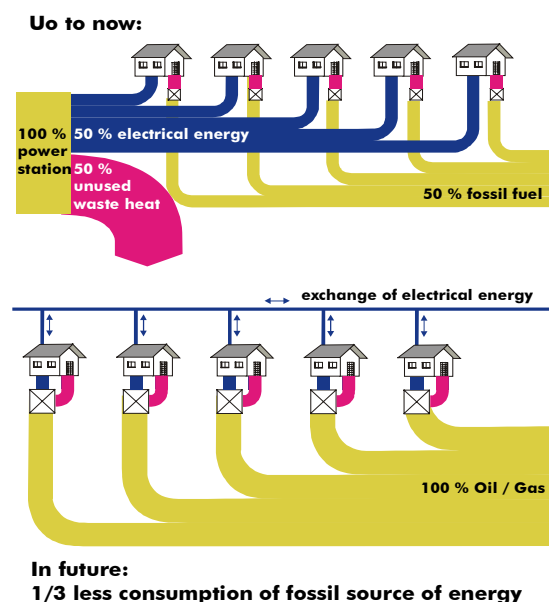 Uo to now:
100 %
power
station
50 % electrical energy
50 %
unused
waste heat
50 % fossil fuel
exchange of electrical energy
100 % Oil / Gas
In future:
1/3 less consumption of fossil source of energy